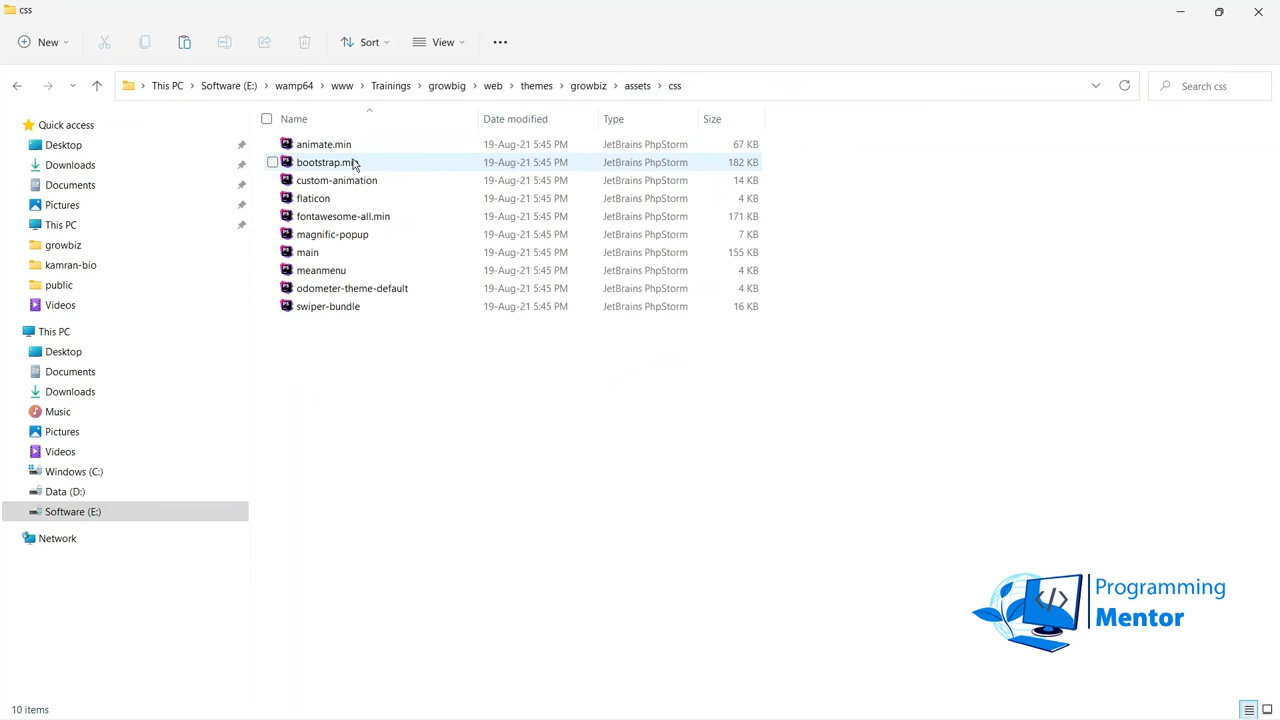 css
New
Sort
View
This PC > Software (E:) > wamp64 > www > Trainings > growbig > web > themes > growbiz > assets > css
Search css
Quick access
Desktop
Downloads
Documents
Pictures
This PC
growbiz
kamran-bio
public
Videos
This PC
Desktop
Documents
Downloads
Music
Pictures
Videos
Windows (C:)
Data (D:)
Software (E:)
Network
Name Date modified Type Size
animate.min 19-Aug-21 5:45 PM JetBrains PhpStorm 67 KB
bootstrap.min 19-Aug-21 5:45 PM JetBrains PhpStorm 182 KB
custom-animation 19-Aug-21 5:45 PM JetBrains PhpStorm 14 KB
flaticon 19-Aug-21 5:45 PM JetBrains PhpStorm 4 KB
fontawesome-all.min 19-Aug-21 5:45 PM JetBrains PhpStorm 171 KB
magnific-popup 19-Aug-21 5:45 PM JetBrains PhpStorm 7 KB
main 19-Aug-21 5:45 PM JetBrains PhpStorm 155 KB
meanmenu 19-Aug-21 5:45 PM JetBrains PhpStorm 4 KB
odometer-theme-default 19-Aug-21 5:45 PM JetBrains PhpStorm 4 KB
swiper-bundle 19-Aug-21 5:45 PM JetBrains PhpStorm 16 KB
</> Programming
Mentor
10 items